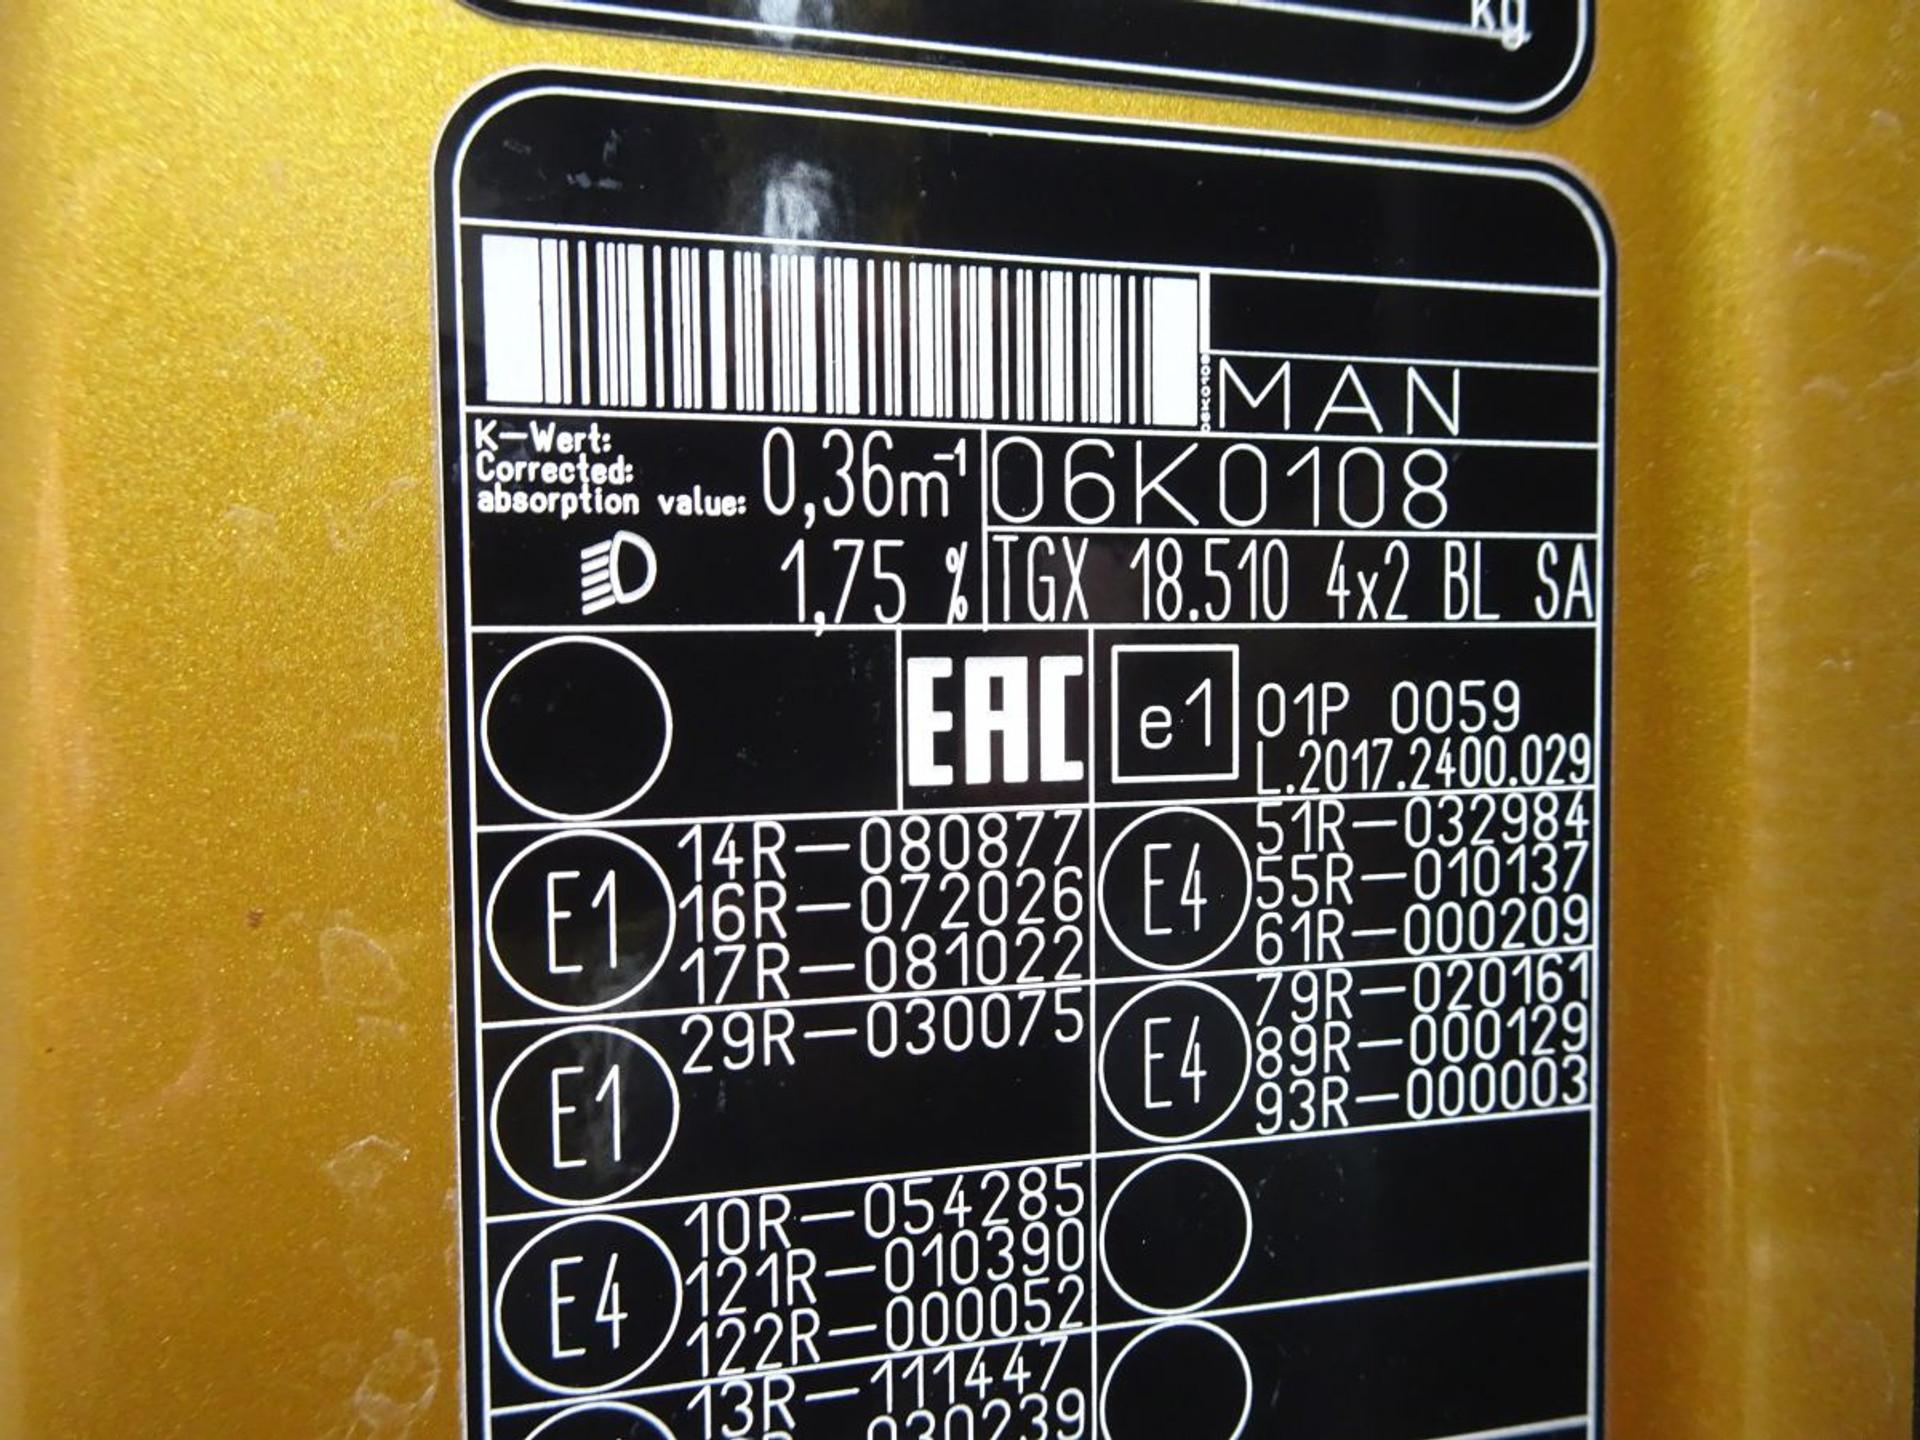 kg
06K0108
MAN
K-Wert:
Corrected:
absorption value: 0,36m⁻¹
06K0108
1,75 %
TGX 18.510 4x2 BL SA
EAC
e1
01P 0059
L.2017.2400.029
E1
14R-080877
16R-072026
17R-081022
E4
51R-032984
55R-010137
61R-000209
E1
29R-030075
E4
79R-020161
89R-000129
93R-000003
E4
10R-054285
121R-010390
122R-000052
13R-111447
030239